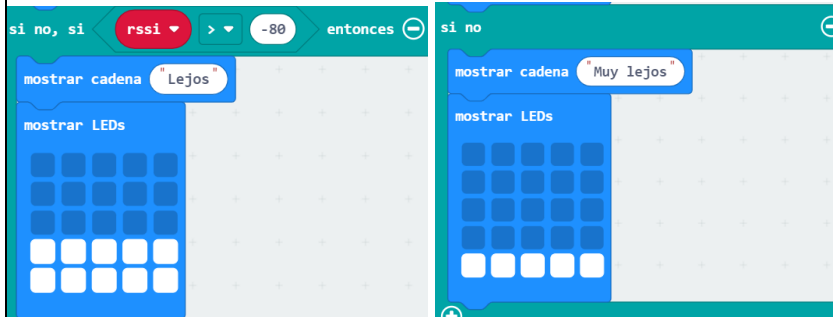 si no, si rssi > -80 entonces
mostrar cadena "Lejos"
mostrar LEDs
si no
mostrar cadena "Muy lejos"
mostrar LEDs